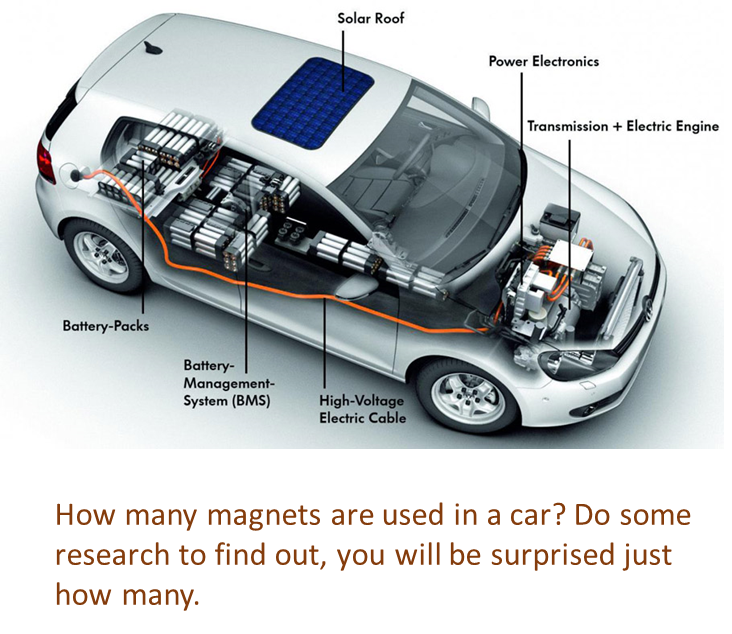 Solar Roof
Power Electronics
Transmission + Electric Engine
Battery-Packs
Battery-
Management-
System (BMS)
High-Voltage
Electric Cable
How many magnets are used in a car? Do some
research to find out, you will be surprised just
how many.